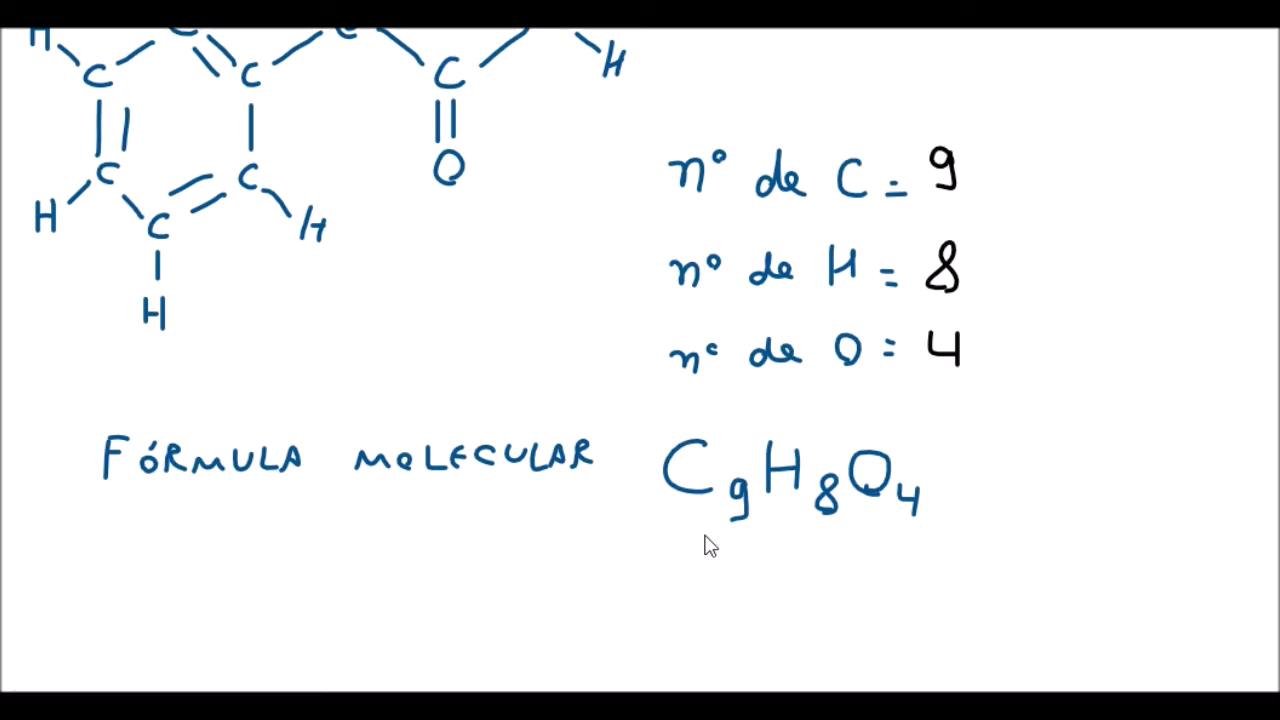 H C C C C H
C C
C O
H C H
H
nº de C = 9
nº de H = 8
nº de O = 4
FÓRMULA MOLECULAR C₉H₈O₄